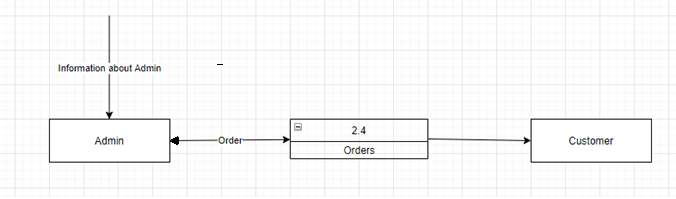 Information about Admin
Admin
Order
2.4
Orders
Customer